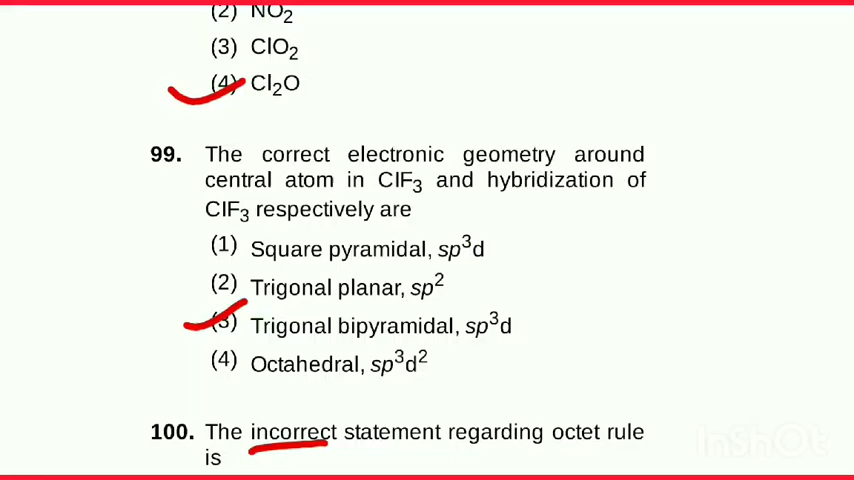 (2) NO2
(3) ClO2
(4) Cl2O
99. The correct electronic geometry around
central atom in CIF3 and hybridization of
CIF3 respectively are
(1) Square pyramidal, sp3d
(2) Trigonal planar, sp2
(3) Trigonal bipyramidal, sp3d
(4) Octahedral, sp3d2
100. The incorrect statement regarding octet rule
is
InShOt